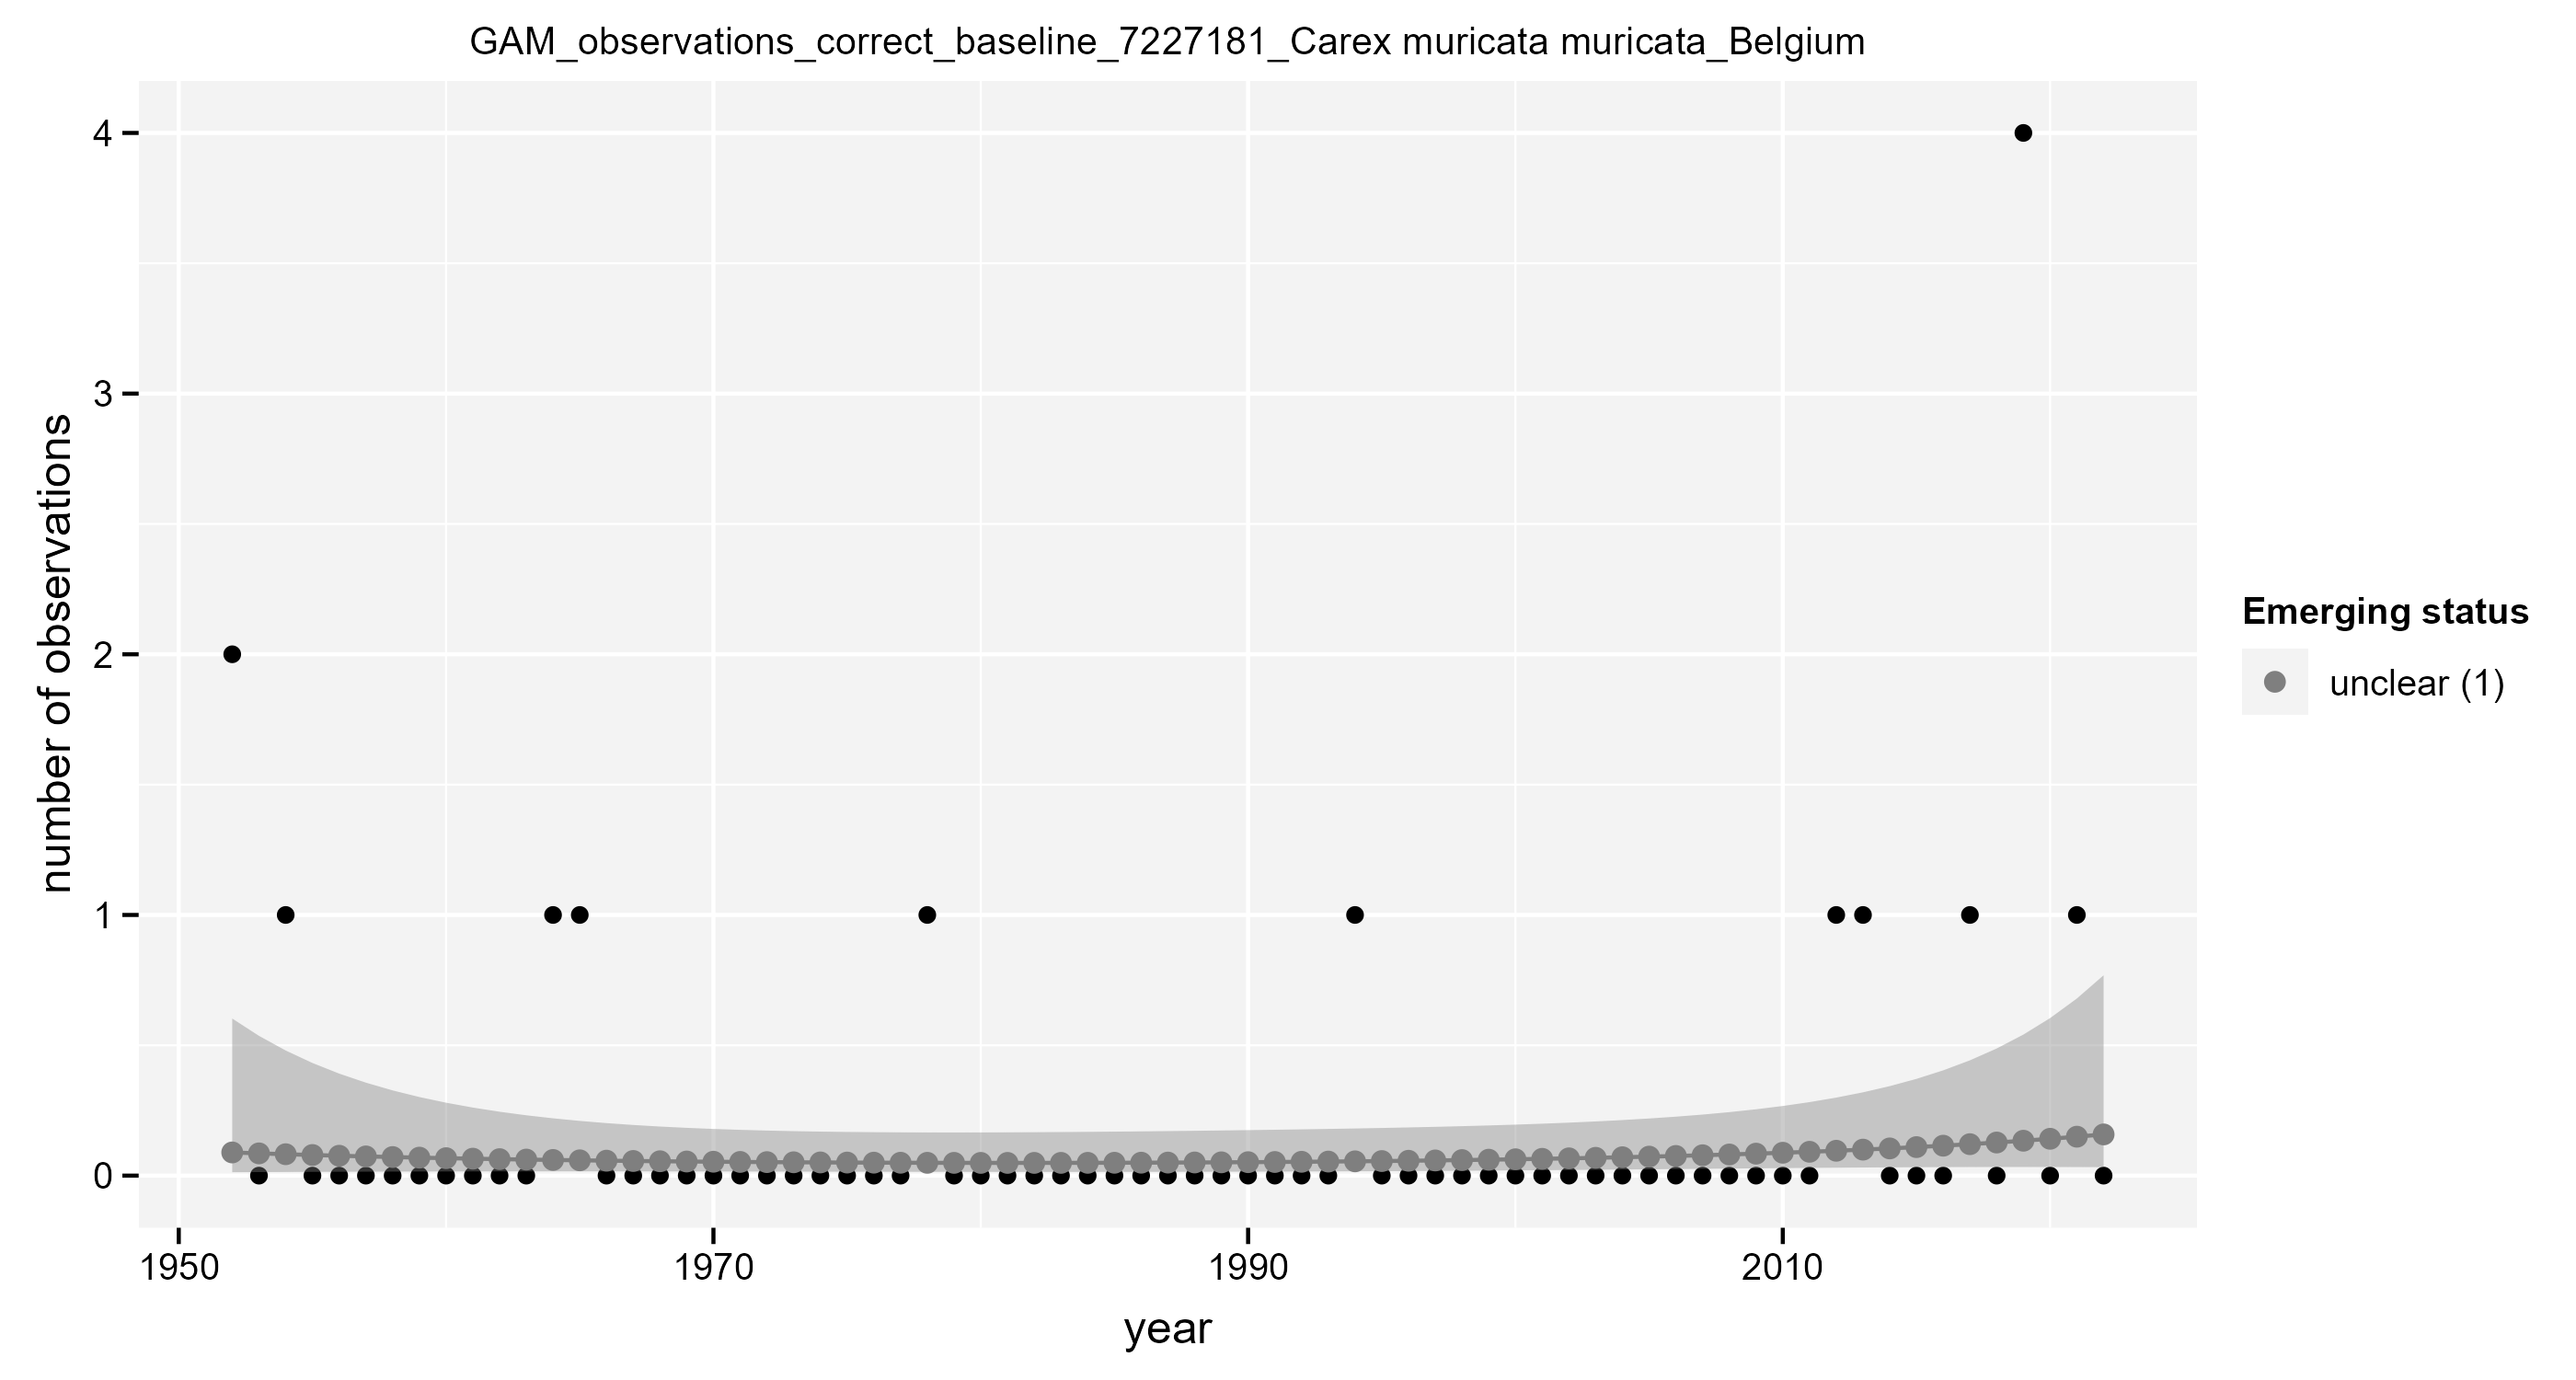 GAM_observations_correct_baseline_7227181_Carex muricata muricata_Belgium
number of observations
4
3
2
1
0
1950 1970 1990 2010
year
Emerging status
unclear (1)